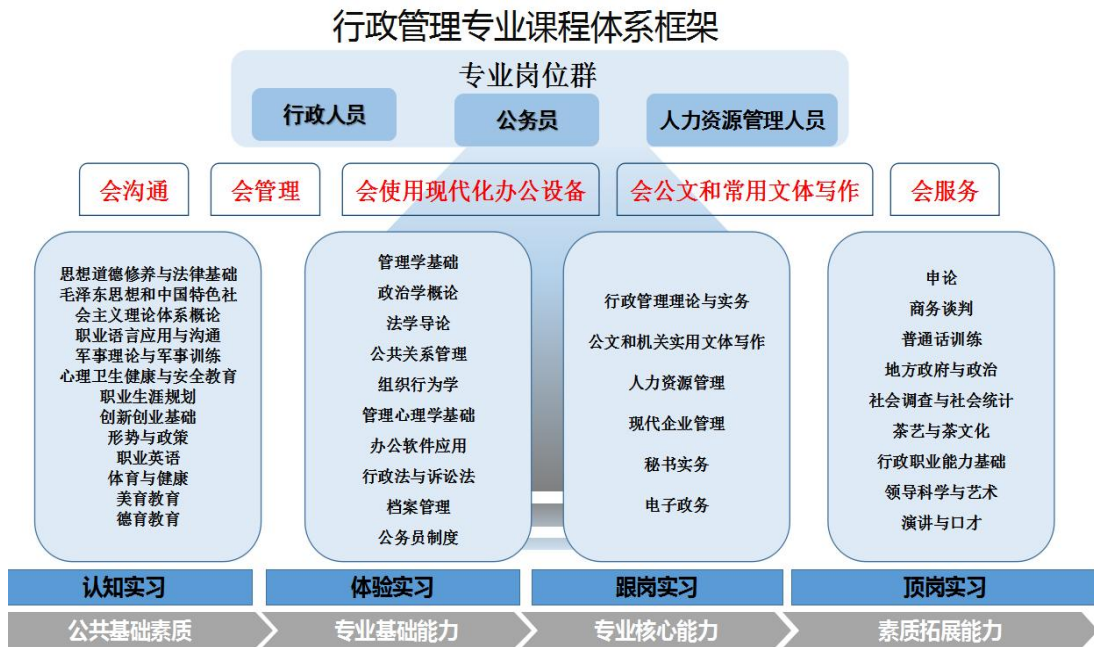 行政管理专业课程体系框架
专业岗位群
行政人员
公务员
人力资源管理人员
会沟通
会管理
会使用现代化办公设备
会公文和常用文体写作
会服务
思想道德修养与法律基础
毛泽东思想和中国特色社
会主义理论体系概论
职业语言应用与沟通
军事理论与军事训练
心理卫生健康与安全教育
职业生涯规划
创新创业基础
形势与政策
职业英语
体育与健康
美育教育
德育教育
管理学基础
政治学概论
法学导论
公共关系管理
组织行为学
管理心理学基础
办公软件应用
行政法与诉讼法
档案管理
公务员制度
行政管理理论与实务
公文和机关实用文体写作
人力资源管理
现代企业管理
秘书实务
电子政务
申论
商务谈判
普通话训练
地方政府与政治
社会调查与社会统计
茶艺与茶文化
行政职业能力基础
领导科学与艺术
演讲与口才
认知实习
体验实习
跟岗实习
顶岗实习
公共基础素质
专业基础能力
专业核心能力
素质拓展能力